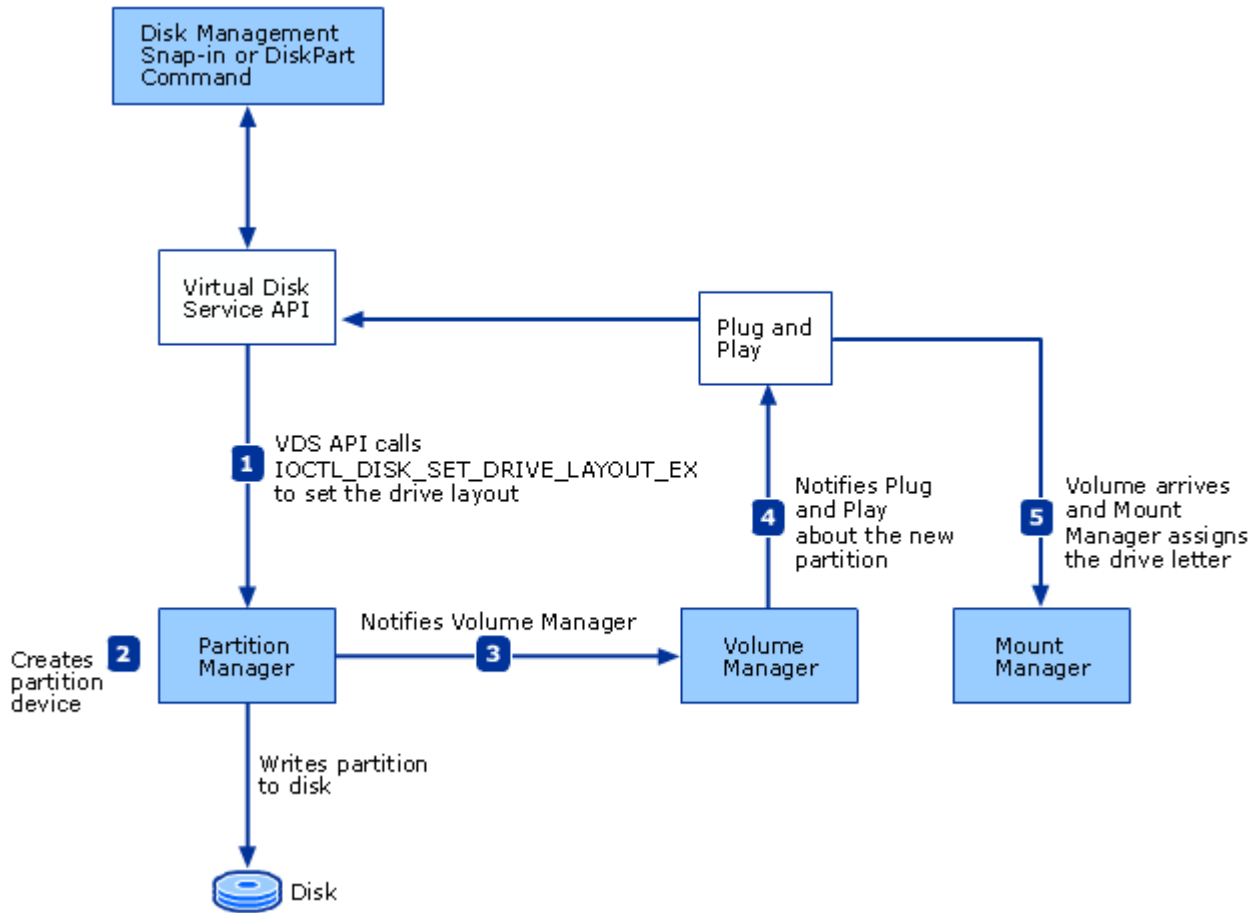 Disk Management
Snap-in or DiskPart
Command
Virtual Disk
Service API
Plug and
Play
1
VDS API calls
IOCTL_DISK_SET_DRIVE_LAYOUT_EX
to set the drive layout
4
Notifies Plug
and Play
about the new
partition
5
Volume arrives
and Mount
Manager assigns
the drive letter
Creates
partition
device
2
Partition
Manager
Notifies Volume Manager
3
Volume
Manager
Mount
Manager
Writes partition
to disk
Disk